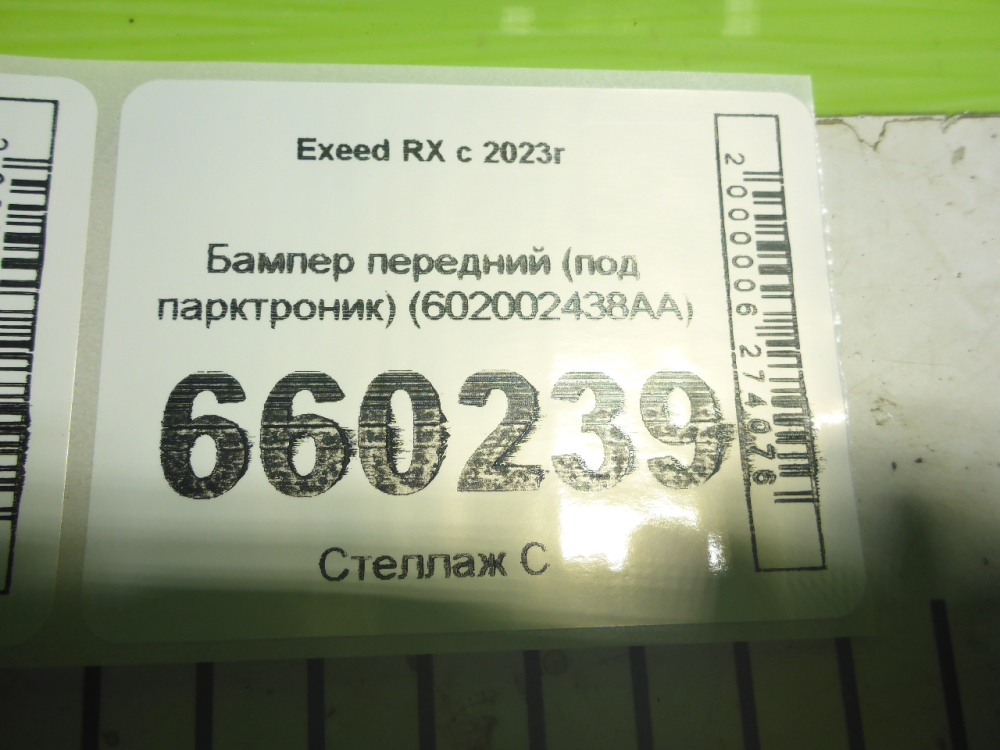 Exeed RX с 2023г
Бампер передний (под
парктроник) (602002438AA)
660239
Стеллаж С
2000006274076